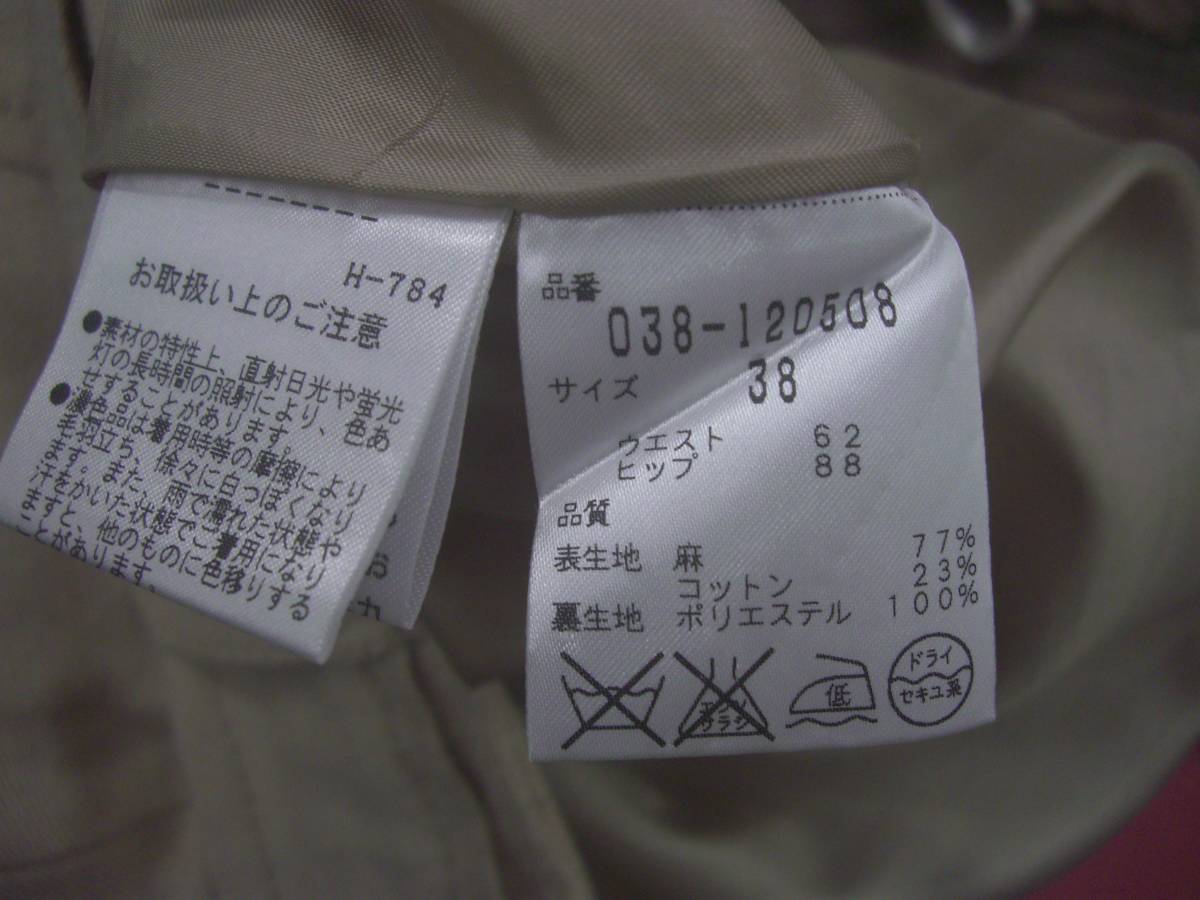 H-784
お取扱い上のご注意
●素材の特性上、直射日光や蛍光
灯の長時間の照射により、色あ
せすることがあります。
●濃色品は着用時等の摩擦により
毛羽立ち、徐々に白っぽくなり
ます。また、雨で濡れた状態や
汗をかいた状態でご着用になり
ますと、他のものに色移りする
ことがあります。
お
品番
038-120508
サイズ 38
ウエスト 62
ヒップ 88
品質
表生地 麻 77%
コットン 23%
裏生地 ポリエステル 100%
エンソ
サラシ
低
ドライ
セキユ系